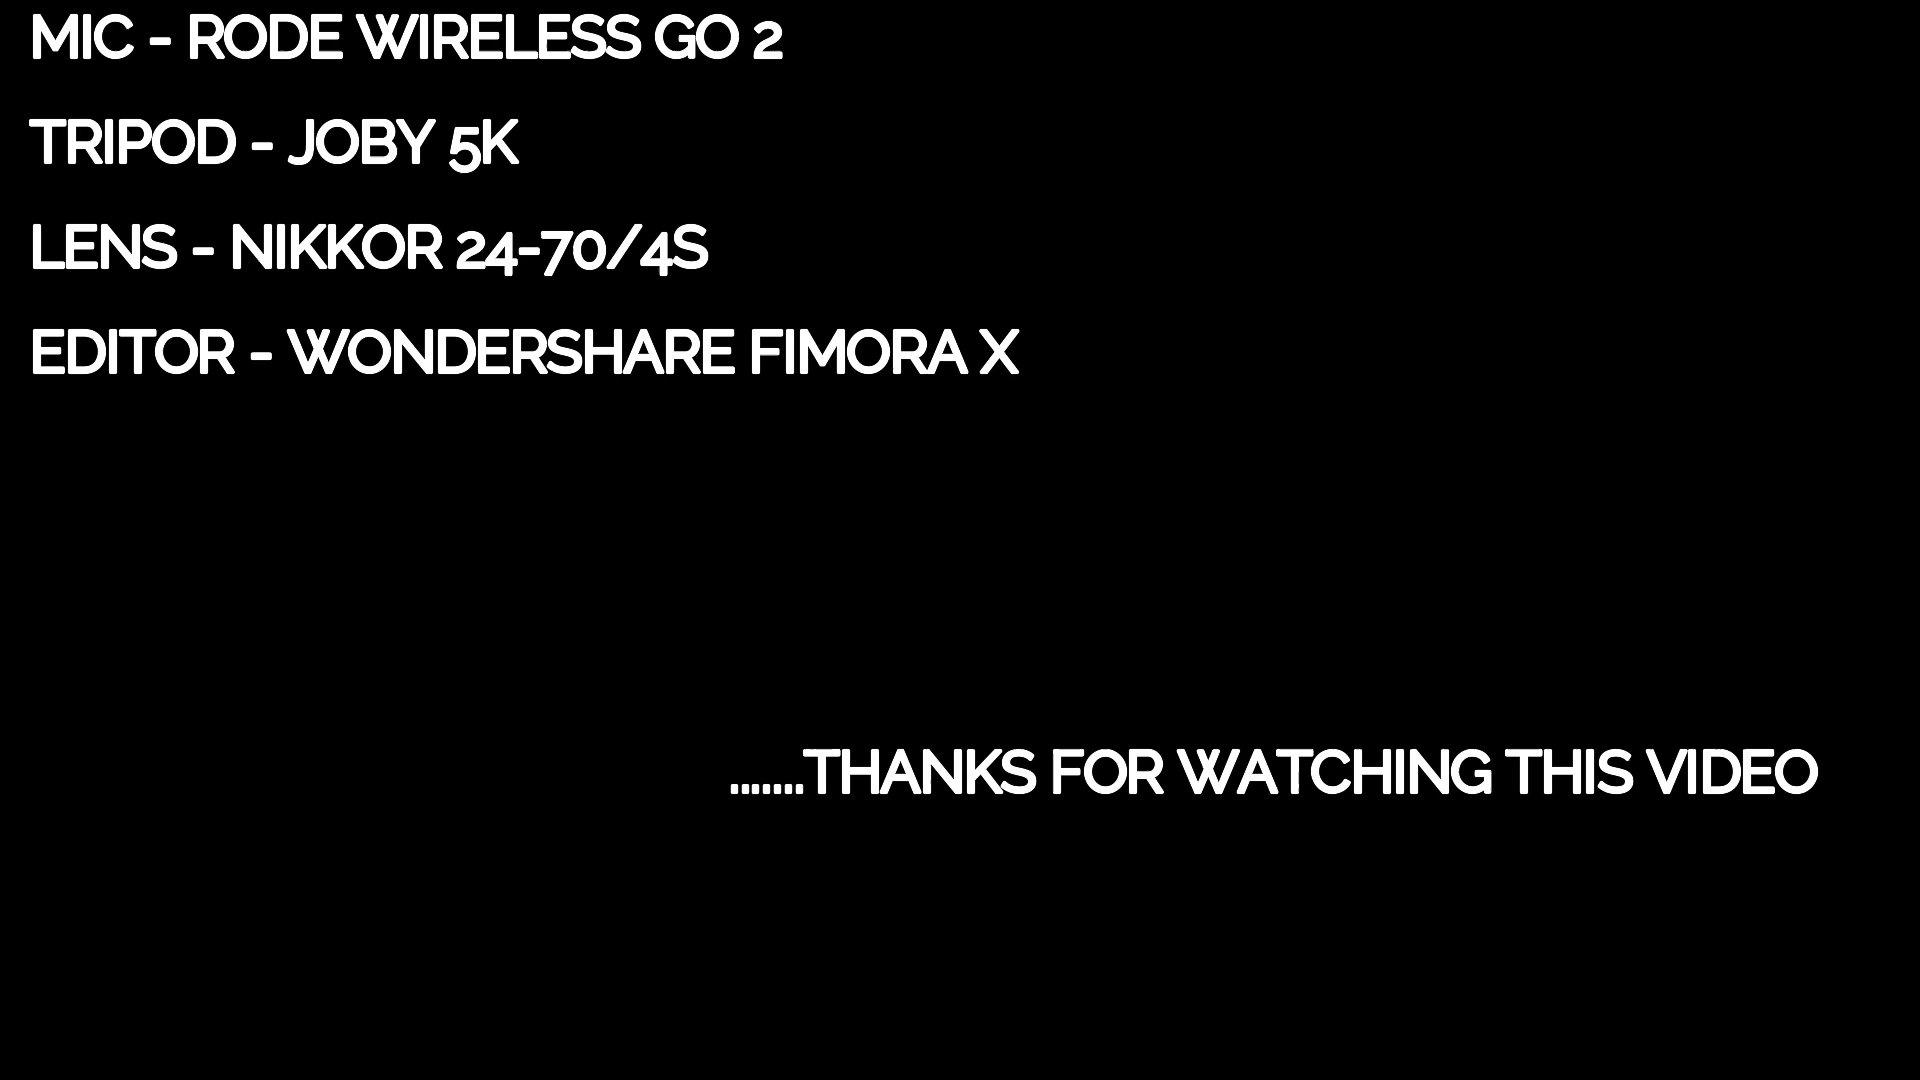 MIC - RODE WIRELESS GO 2
TRIPOD - JOBY 5K
LENS - NIKKOR 24-70/4S
EDITOR - WONDERSHARE FIMORA X
.......THANKS FOR WATCHING THIS VIDEO